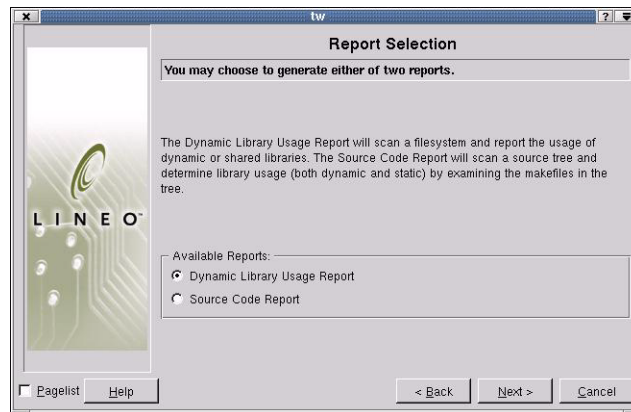 tw
?
Report Selection
You may choose to generate either of two reports.
The Dynamic Library Usage Report will scan a filesystem and report the usage of
dynamic or shared libraries. The Source Code Report will scan a source tree and
determine library usage (both dynamic and static) by examining the makefiles in the
tree.
LINEO™
Available Reports:
Dynamic Library Usage Report
Source Code Report
Pagelist
Help
< Back
Next >
Cancel